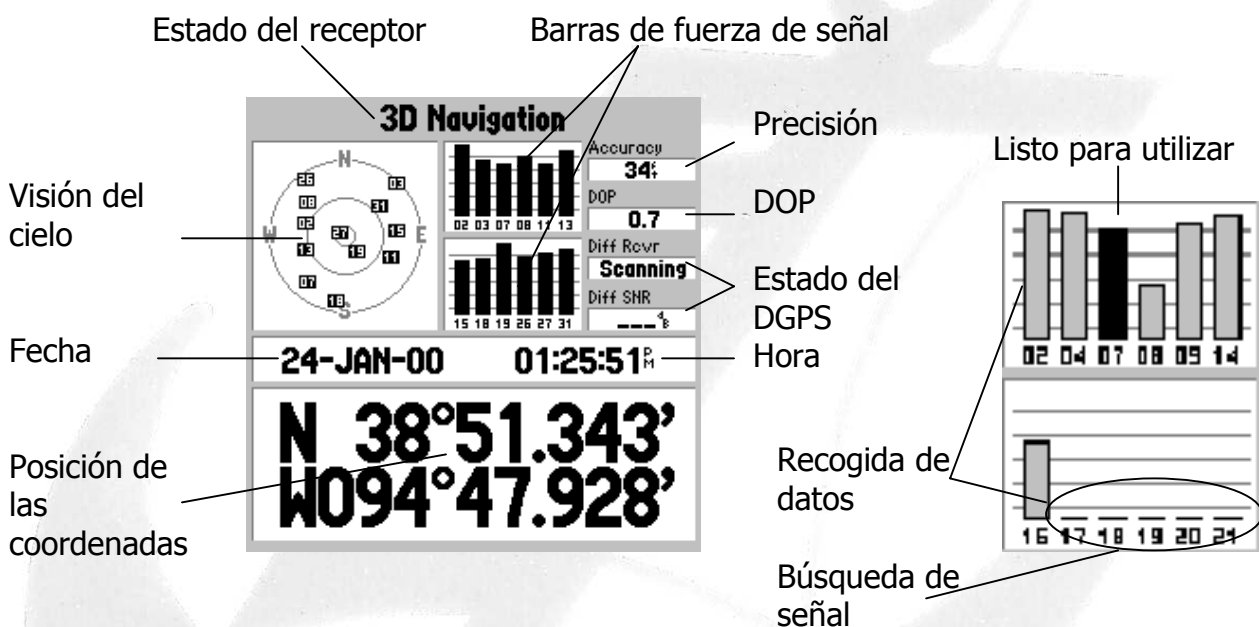 Estado del receptor
Barras de fuerza de señal
3D Navigation
Precisión
Listo para utilizar
Visión del
cielo
N
W
E
S
26
03
08
31
02
27
15
13
19
11
07
18
02 03 07 08 11 13
15 18 19 26 27 31
Accuracy
34ft
DOP
0.7
Diff Rcvr
Scanning
Diff SNR
___dB
DOP
Estado del
DGPS
Hora
Fecha
24-JAN-00 01:25:51PM
N 38°51.343'
W094°47.928'
Posición de
las
coordenadas
02 04 07 08 09 14
16 17 18 19 20 21
Recogida de
datos
Búsqueda de
señal